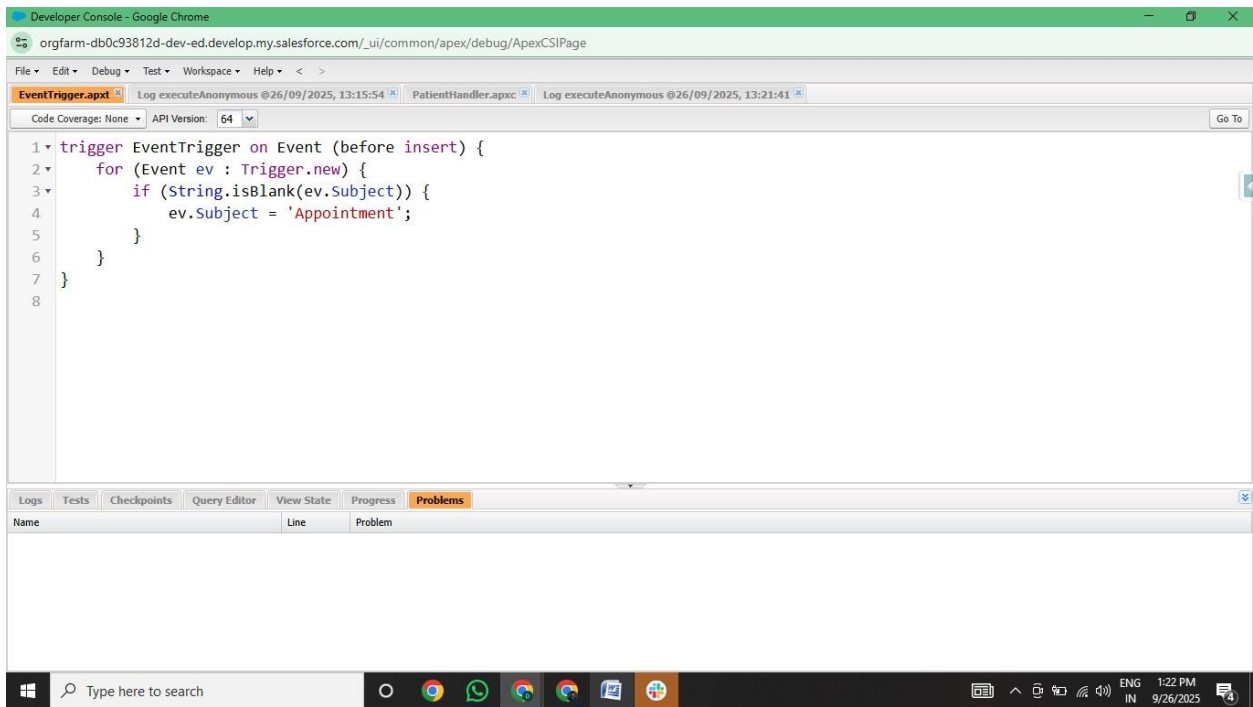 Developer Console - Google Chrome
orgfarm-db0c93812d-dev-ed.develop.my.salesforce.com/_ui/common/apex/debug/ApexCSIPage
File Edit Debug Test Workspace Help < >
EventTrigger.apxt Log executeAnonymous @26/09/2025, 13:15:54 PatientHandler.apxc Log executeAnonymous @26/09/2025, 13:21:41
Code Coverage: None API Version: 64 Go To
1 trigger EventTrigger on Event (before insert) {
2 for (Event ev : Trigger.new) {
3 if (String.isBlank(ev.Subject)) {
4 ev.Subject = 'Appointment';
5 }
6 }
7 }
8
Logs Tests Checkpoints Query Editor View State Progress Problems
Name Line Problem
Type here to search
ENG 1:22 PM
IN 9/26/2025
4